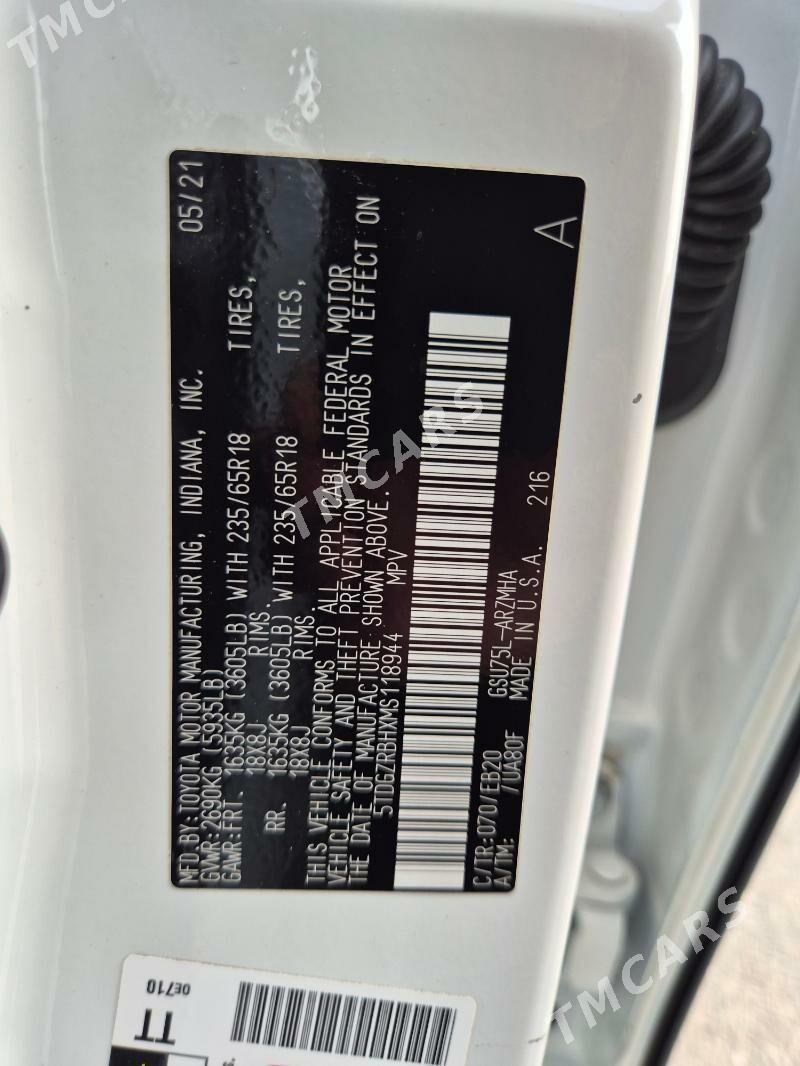 MFD BY: TOYOTA MOTOR MANUFACTURING, INDIANA, INC. 05/21
GVWR: 2690KG (5935LB)
GAWR: FRT. 1635KG (3605LB) WITH 235/65R18 TIRES,
18X8J RIMS.
RR. 1635KG (3605LB) WITH 235/65R18 TIRES,
18X8J RIMS.
THIS VEHICLE CONFORMS TO ALL APPLICABLE FEDERAL MOTOR
VEHICLE SAFETY AND THEFT PREVENTION STANDARDS IN EFFECT ON
THE DATE OF MANUFACTURE SHOWN ABOVE.
5TDGZRBHXMS118944 MPV
C/TR: 070/EB20 GSU75L-ARZMHA
A/TM: /UA80F MADE IN U.S.A. 216 A
TT
0E710
TMCARS
TMCARS
TMCARS